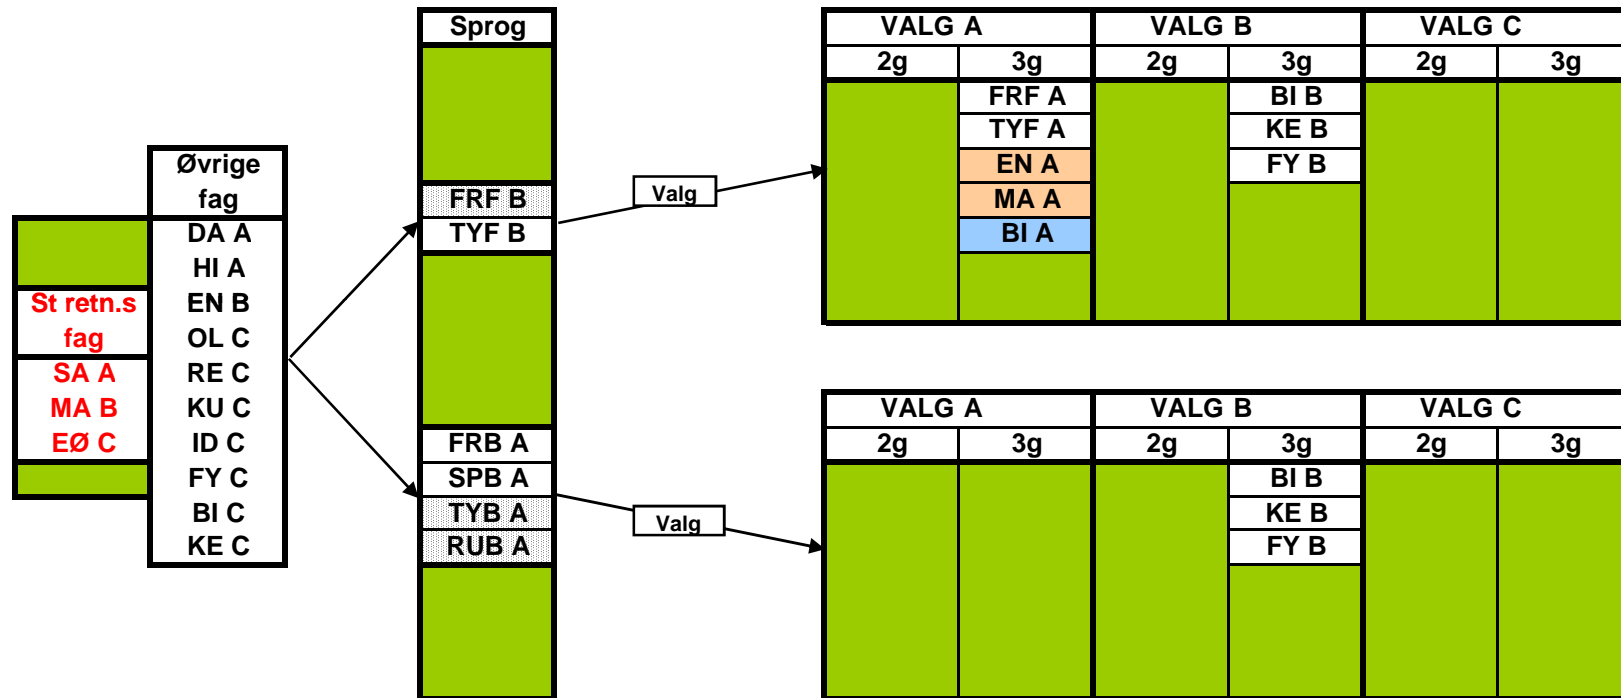 St retn.s
fag
SA A
MA B
EØ C
Øvrige
fag
DA A
HI A
EN B
OL C
RE C
KU C
ID C
FY C
BI C
KE C
Sprog
FRF B
TYF B
FRB A
SPB A
TYB A
RUB A
Valg
Valg
VALG A VALG B VALG C
2g 3g 2g 3g 2g 3g
FRF A BI B
TYF A KE B
EN A FY B
MA A
BI A
VALG A VALG B VALG C
2g 3g 2g 3g 2g 3g
BI B
KE B
FY B